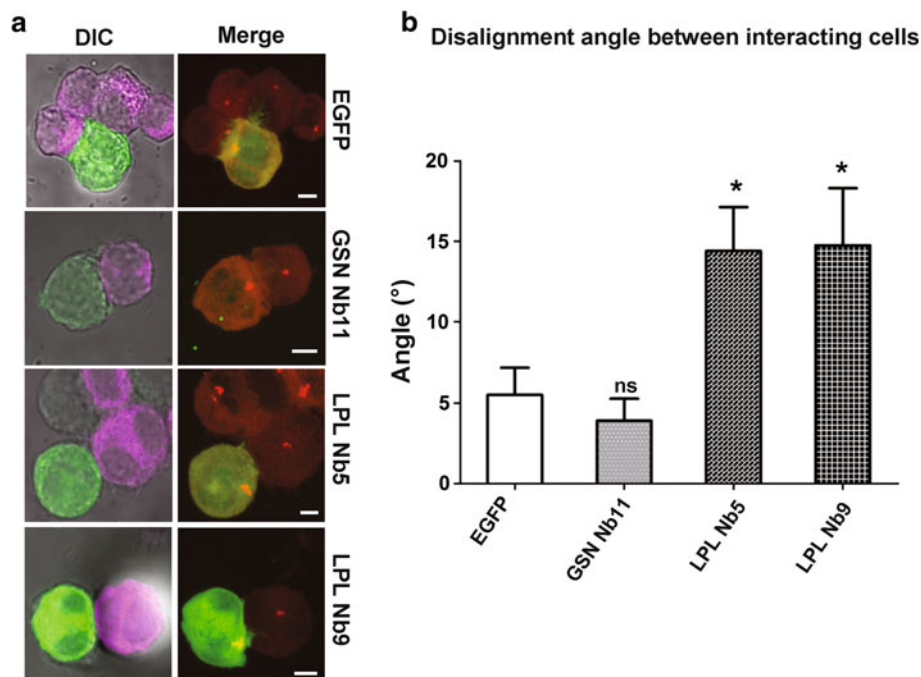 a
DIC
Merge
EGFP
GSN Nb11
LPL Nb5
LPL Nb9
b
Disalignment angle between interacting cells
Angle (°)
20
15
10
5
0
ns
*
*
EGFP
GSN Nb11
LPL Nb5
LPL Nb9